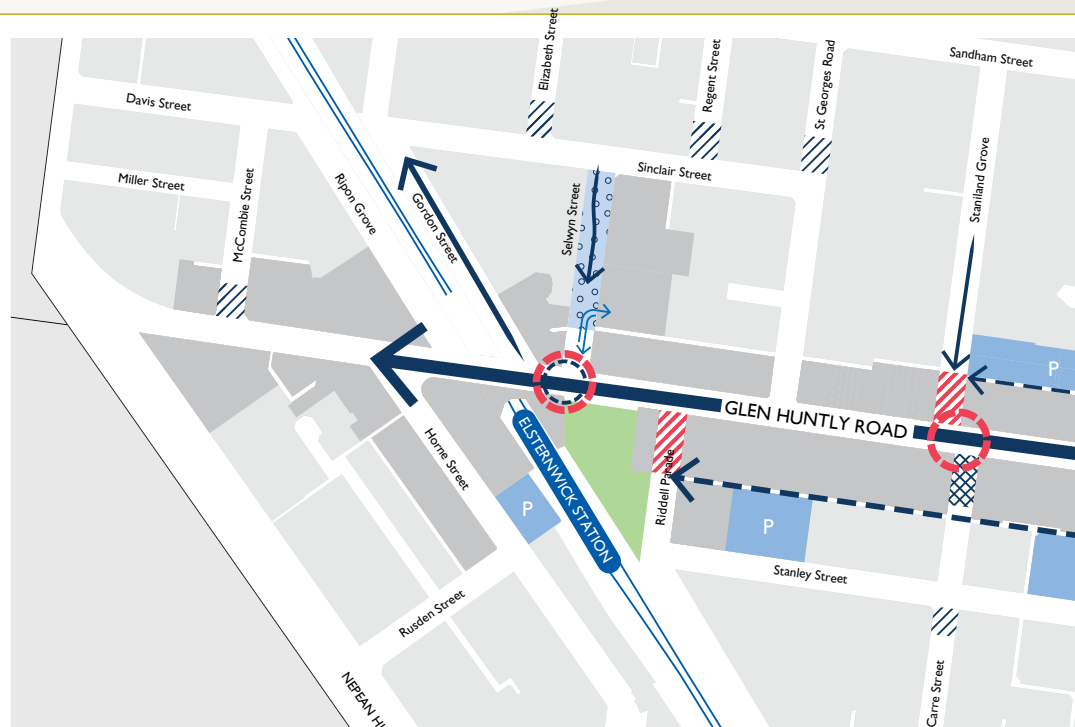 Elizabeth Street
Regent Street
St Georges Road
Sandham Street
Davis Street
Sinclair Street
Staniland Grove
Miller Street
McCombie Street
Ripon Grove
Gordon Street
Selwyn Street
P
GLEN HUNTLY ROAD
Horne Street
ELSTERNWICK STATION
Riddell Parade
P
P
Stanley Street
Rusden Street
Carre Street
NEPEAN H